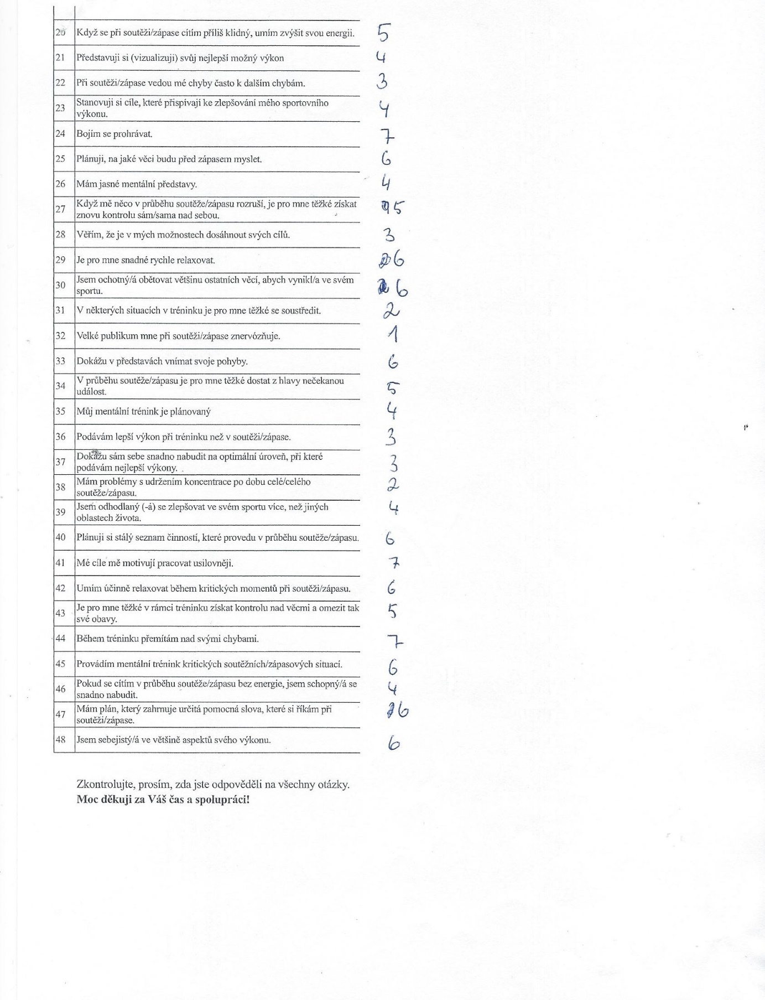 20 Když se při soutěži/zápase cítím příliš klidný, umím zvýšit svou energii. 5
21 Představuji si (vizualizuji) svůj nejlepší možný výkon 4
22 Při soutěži/zápase vedou mé chyby často k dalším chybám. 3
23 Stanovuji si cíle, které přispívají ke zlepšování mého sportovního
výkonu. 4
24 Bojím se prohrávat. 7
25 Plánuji, na jaké věci budu před zápasem myslet. 6
26 Mám jasné mentální představy. 4
27 Když mě něco v průběhu soutěže/zápasu rozruší, je pro mne těžké získat
znovu kontrolu sám/sama nad sebou. 5
28 Věřím, že je v mých možnostech dosáhnout svých cílů. 3
29 Je pro mne snadné rychle relaxovat. 6
30 Jsem ochotný/á obětovat většinu ostatních věcí, abych vynikl/a ve svém
sportu. 6
31 V některých situacích v tréninku je pro mne těžké se soustředit. 2
32 Velké publikum mne při soutěži/zápase znervózňuje. 1
33 Dokážu v představách vnímat svoje pohyby. 6
34 V průběhu soutěže/zápasu je pro mne těžké dostat z hlavy nečekanou
událost. 5
35 Můj mentální trénink je plánovaný 4
36 Podávám lepší výkon při tréninku než v soutěži/zápase. 3
37 Dokážu sám sebe snadno nabudit na optimální úroveň, při které
podávám nejlepší výkony. 3
38 Mám problémy s udržením koncentrace po dobu celé/celého
soutěže/zápasu. 2
39 Jsem odhodlaný (-á) se zlepšovat ve svém sportu více, než jiných
oblastech života. 4
40 Plánuji si stálý seznam činností, které provedu v průběhu soutěže/zápasu. 6
41 Mé cíle mě motivují pracovat usilovněji. 7
42 Umím účinně relaxovat během kritických momentů při soutěži/zápasu. 6
43 Je pro mne těžké v rámci tréninku získat kontrolu nad věcmi a omezit tak
své obavy. 5
44 Během tréninku přemítám nad svými chybami. 7
45 Provádím mentální trénink kritických soutěžních/zápasových situací. 6
46 Pokud se cítím v průběhu soutěže/zápasu bez energie, jsem schopný/á se
snadno nabudit. 4
47 Mám plán, který zahrnuje určitá pomocná slova, které si říkám při
soutěži/zápase. 6
48 Jsem sebejistý/á ve většině aspektů svého výkonu. 6
Zkontrolujte, prosím, zda jste odpověděli na všechny otázky.
Moc děkuji za Váš čas a spolupráci!